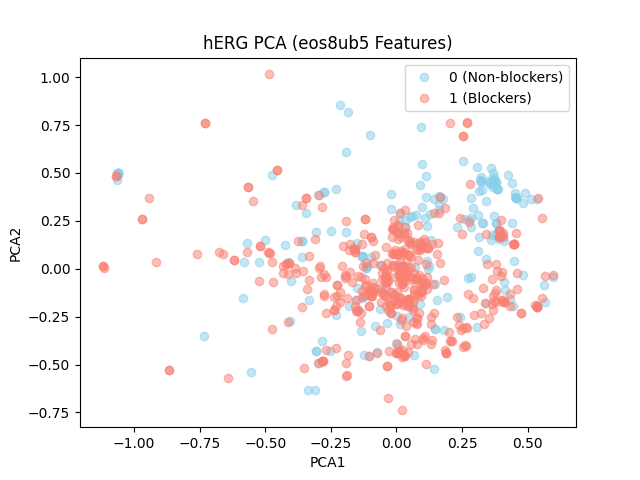 hERG PCA (eos8ub5 Features)
0 (Non-blockers)
1 (Blockers)
1.00
0.75
0.50
0.25
0.00
−0.25
−0.50
−0.75
PCA2
−1.00 −0.75 −0.50 −0.25 0.00 0.25 0.50
PCA1